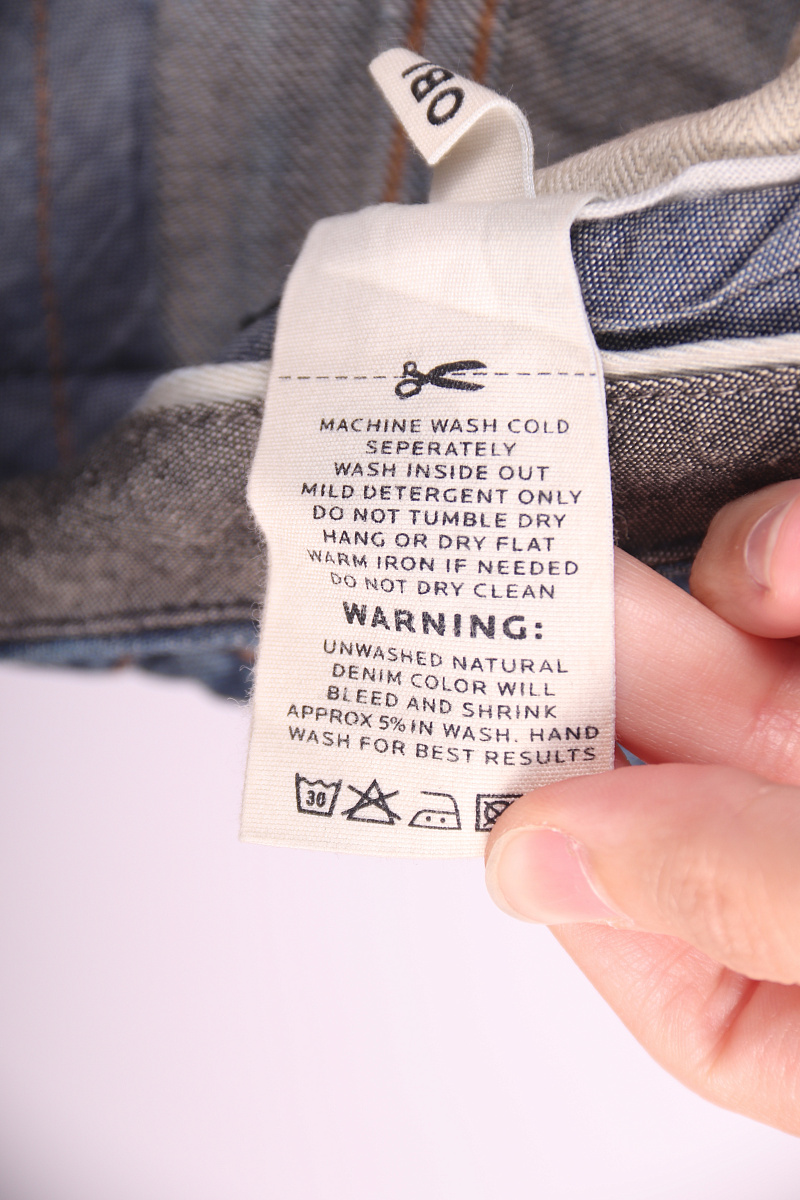 MACHINE WASH COLD
SEPERATELY
WASH INSIDE OUT
MILD DETERGENT ONLY
DO NOT TUMBLE DRY
HANG OR DRY FLAT
WARM IRON IF NEEDED
DO NOT DRY CLEAN
WARNING:
UNWASHED NATURAL
DENIM COLOR WILL
BLEED AND SHRINK
APPROX 5% IN WASH. HAND
WASH FOR BEST RESULTS
30